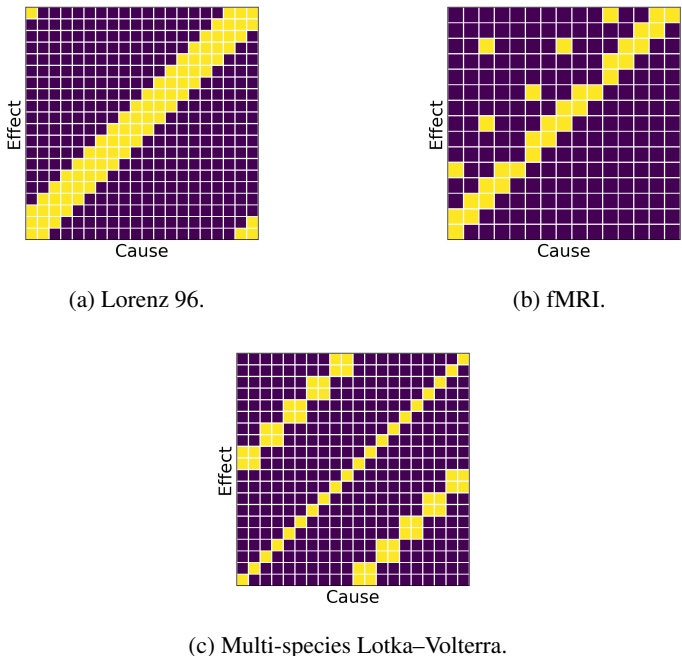 Effect
Cause
(a) Lorenz 96.
Effect
Cause
(b) fMRI.
Effect
Cause
(c) Multi-species Lotka–Volterra.